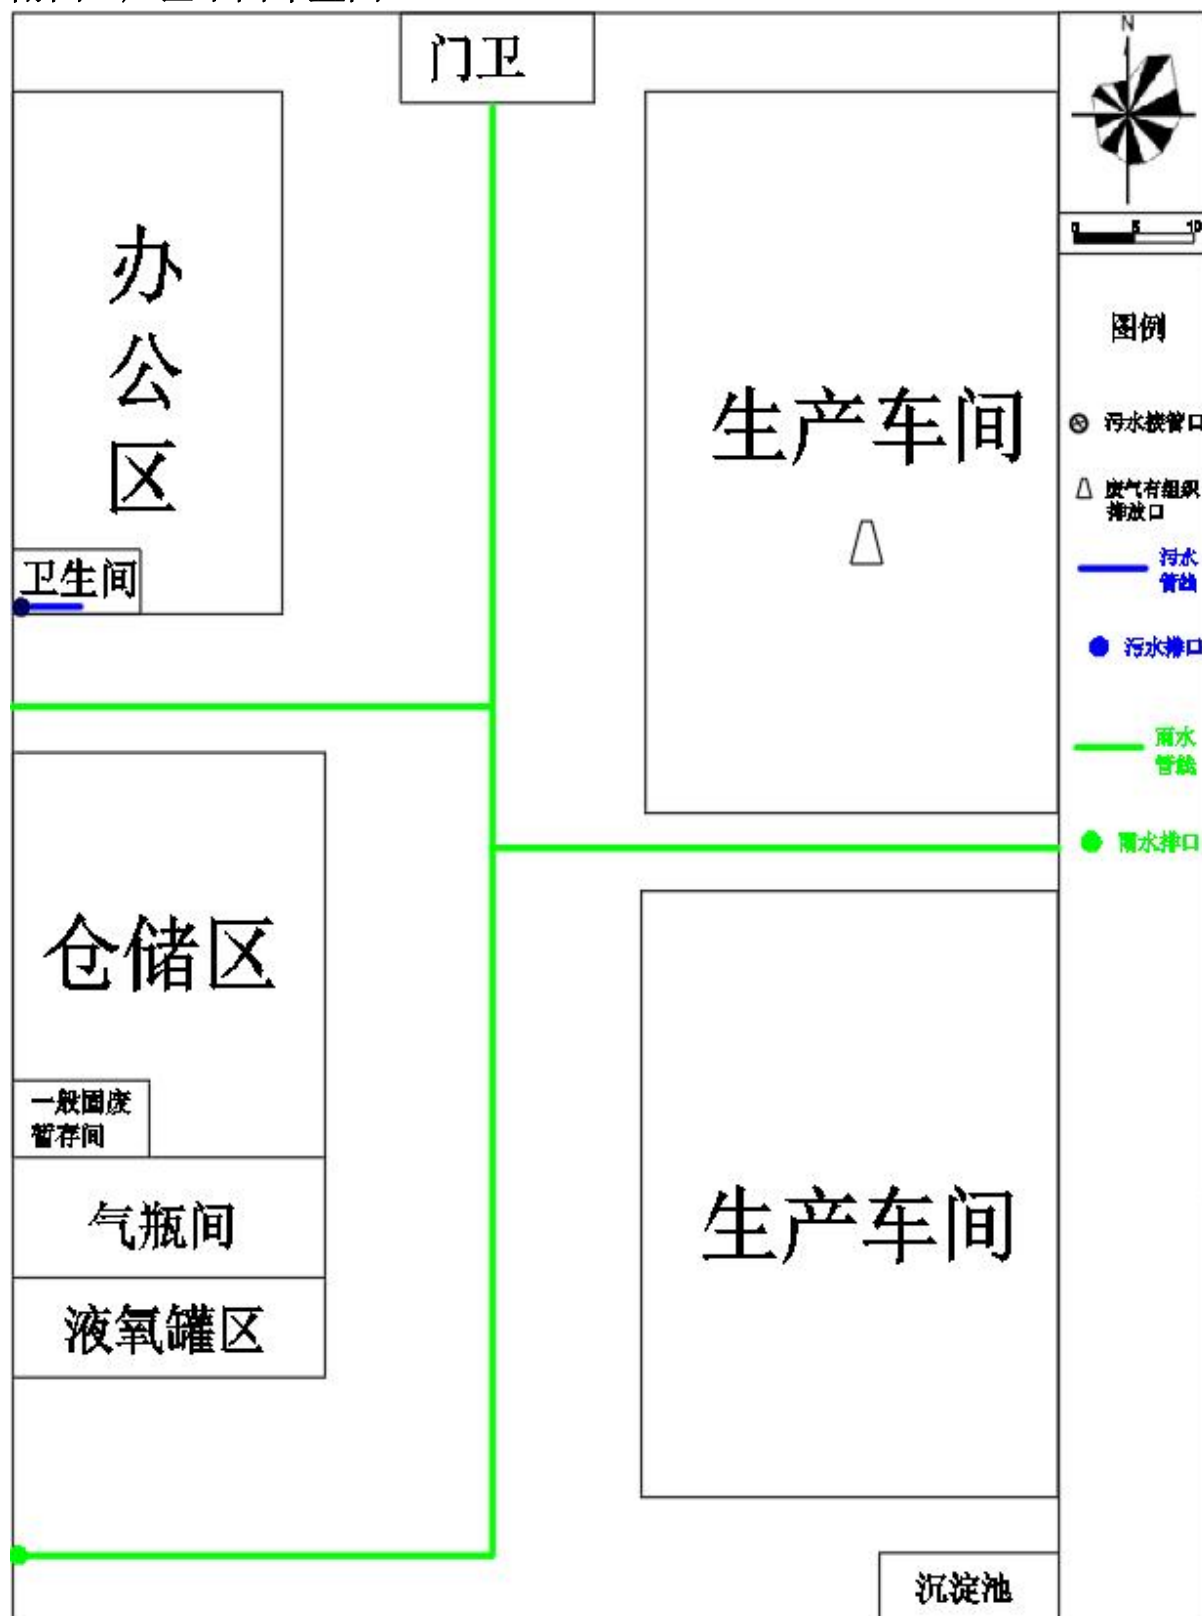 门卫
N
办
公
区
生产车间
0 5 10
图例
污水接管口
废气有组织
排放口
卫生间
污水
管线
污水排口
雨水
管线
雨水排口
仓储区
一般固废
暂存间
气瓶间
生产车间
液氧罐区
沉淀池